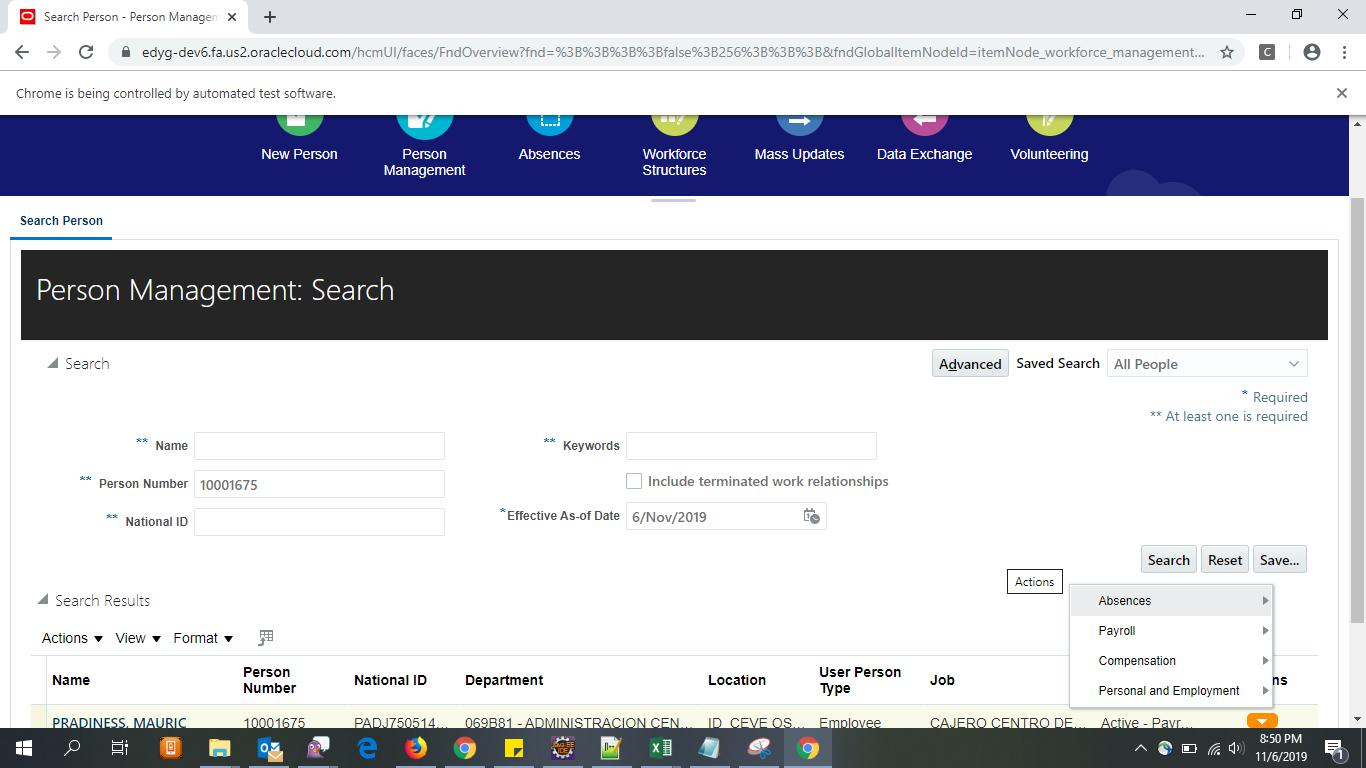 Search Person - Person Managem
edyg-dev6.fa.us2.oraclecloud.com/hcmUI/faces/FndOverview?fnd=%3B%3B%3B%3Bfalse%3B256%3B%3B%3B&fndGlobalItemNodeId=itemNode_workforce_management...
Chrome is being controlled by automated test software.
New Person
Person Management
Absences
Workforce Structures
Mass Updates
Data Exchange
Volunteering
Search Person
Person Management: Search
Search
Advanced Saved Search All People
* Required
** At least one is required
** Name
** Keywords
** Person Number 10001675
Include terminated work relationships
** National ID
*Effective As-of Date 6/Nov/2019
Search Reset Save...
Actions
Absences
Payroll
Compensation
Personal and Employment
Search Results
Actions View Format
Name Person Number National ID Department Location User Person Type Job ns
PRADINESS, MAURIC 10001675 PADJ750514... 069B81 - ADMINISTRACION CEN... ID_CEVE OS... Employee CAJERO CENTRO DE... Active - Payr...
8:50 PM
11/6/2019
1